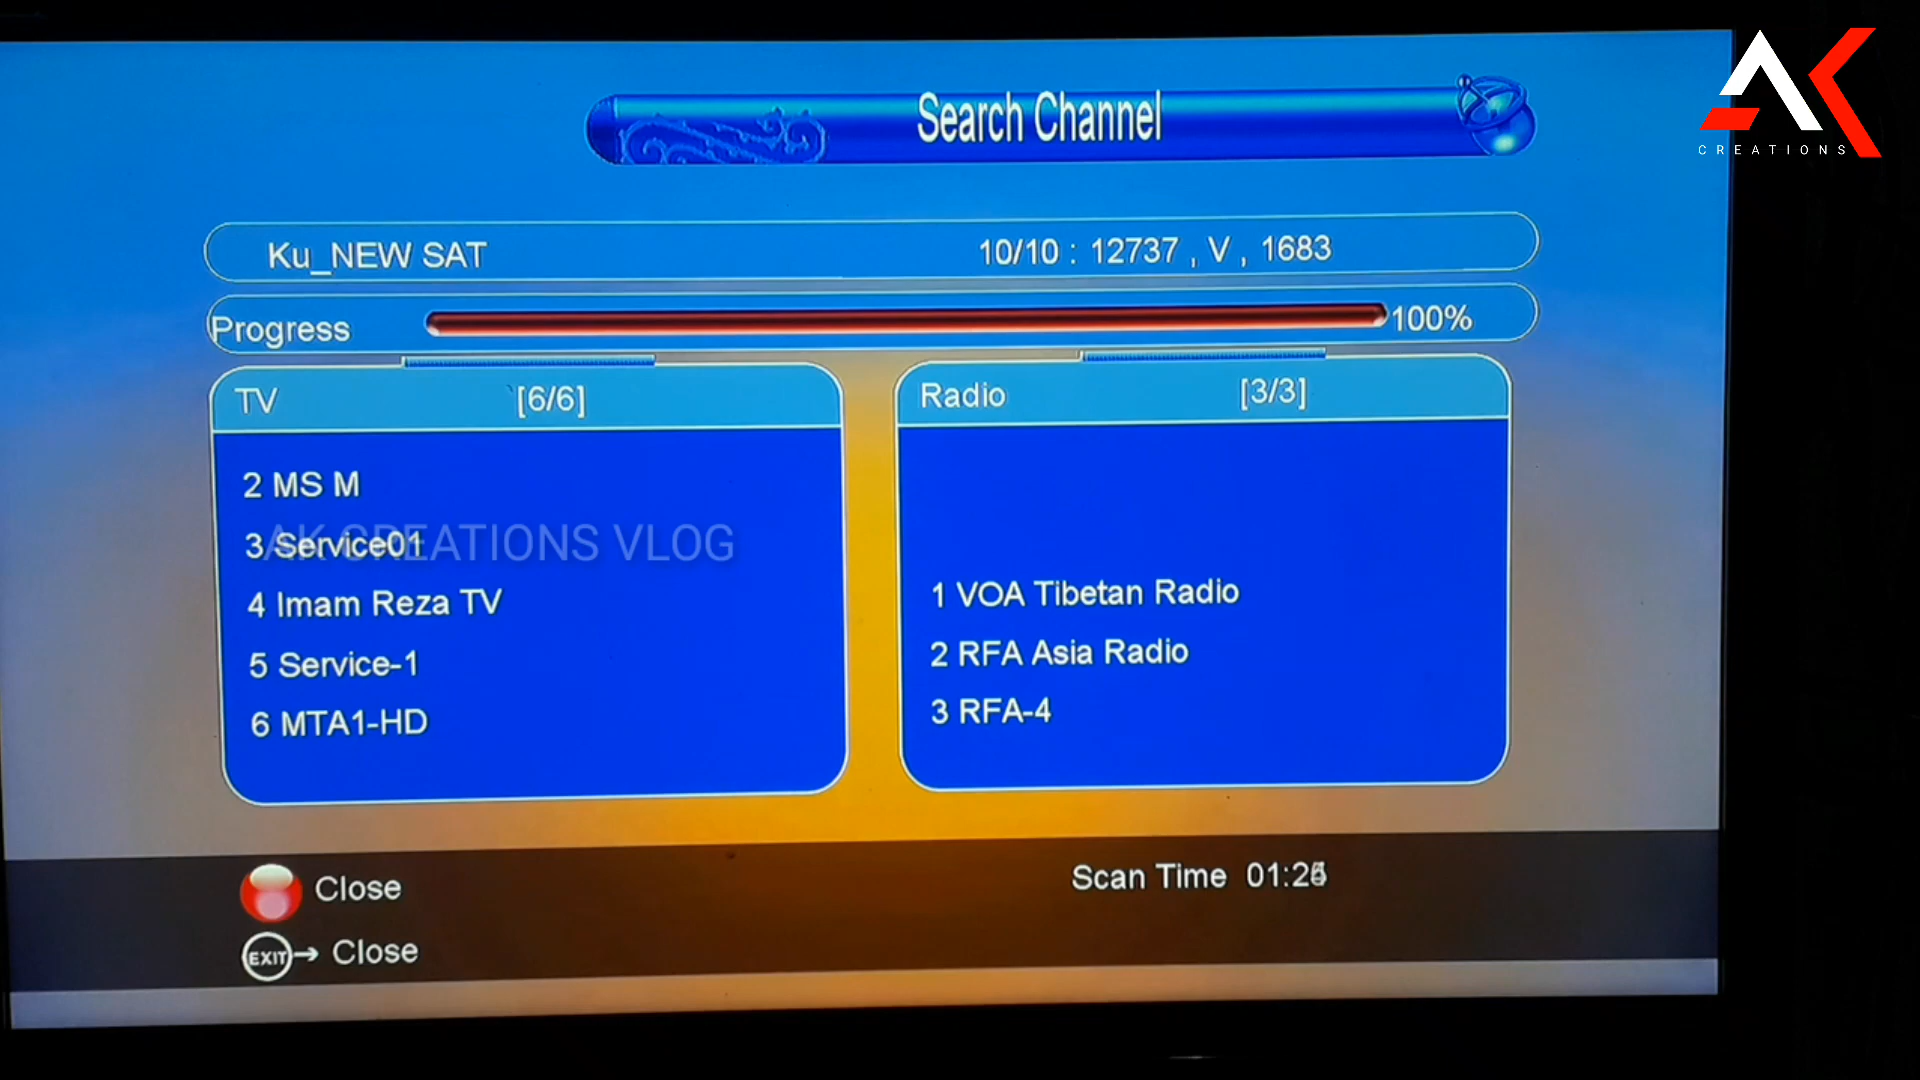 AK
CREATIONS
Search Channel
Ku_NEW SAT 10/10 : 12737 , V , 1683
Progress 100%
TV [6/6]
2 MS M
3 Service01
4 Imam Reza TV
5 Service-1
6 MTA1-HD
AK CREATIONS VLOG
Radio [3/3]
1 VOA Tibetan Radio
2 RFA Asia Radio
3 RFA-4
Close
EXIT→ Close
Scan Time